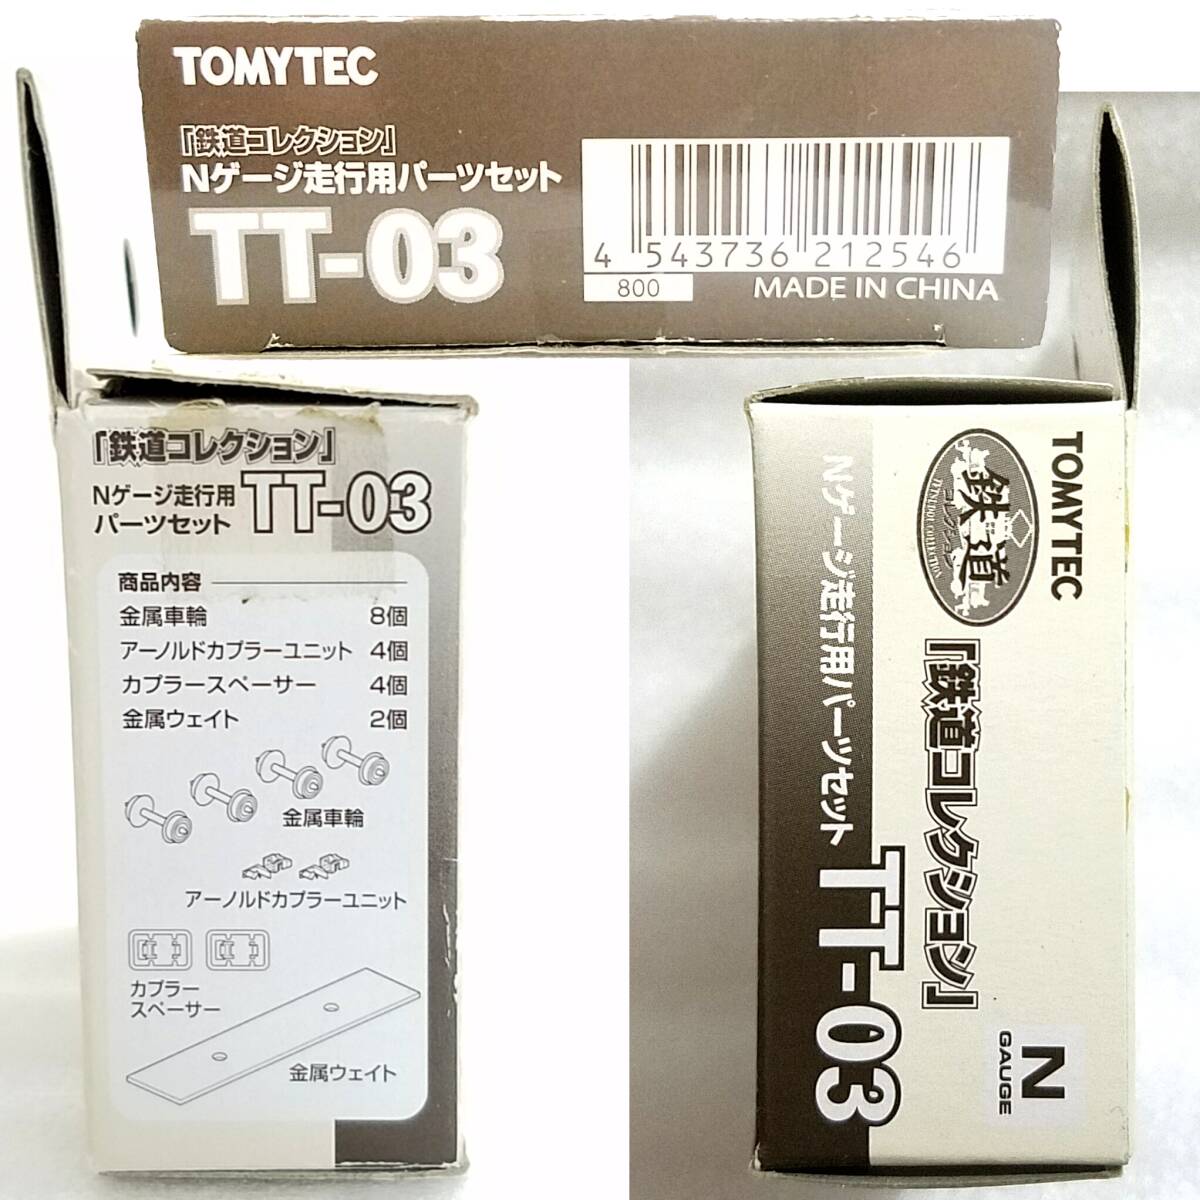 TOMYTEC
「鉄道コレクション」
Nゲージ走行用パーツセット
TT-03
4 543736 212546
800
MADE IN CHINA
「鉄道コレクション」
Nゲージ走行用
パーツセット
TT-03
商品内容
金属車輪 8個
アーノルドカプラーユニット 4個
カプラースペーサー 4個
金属ウェイト 2個
金属車輪
アーノルドカプラーユニット
カプラー
スペーサー
金属ウェイト
TOMYTEC
鉄道
コレクション
「鉄道コレクション」
Nゲージ走行用パーツセット
TT-03
N
GAUGE